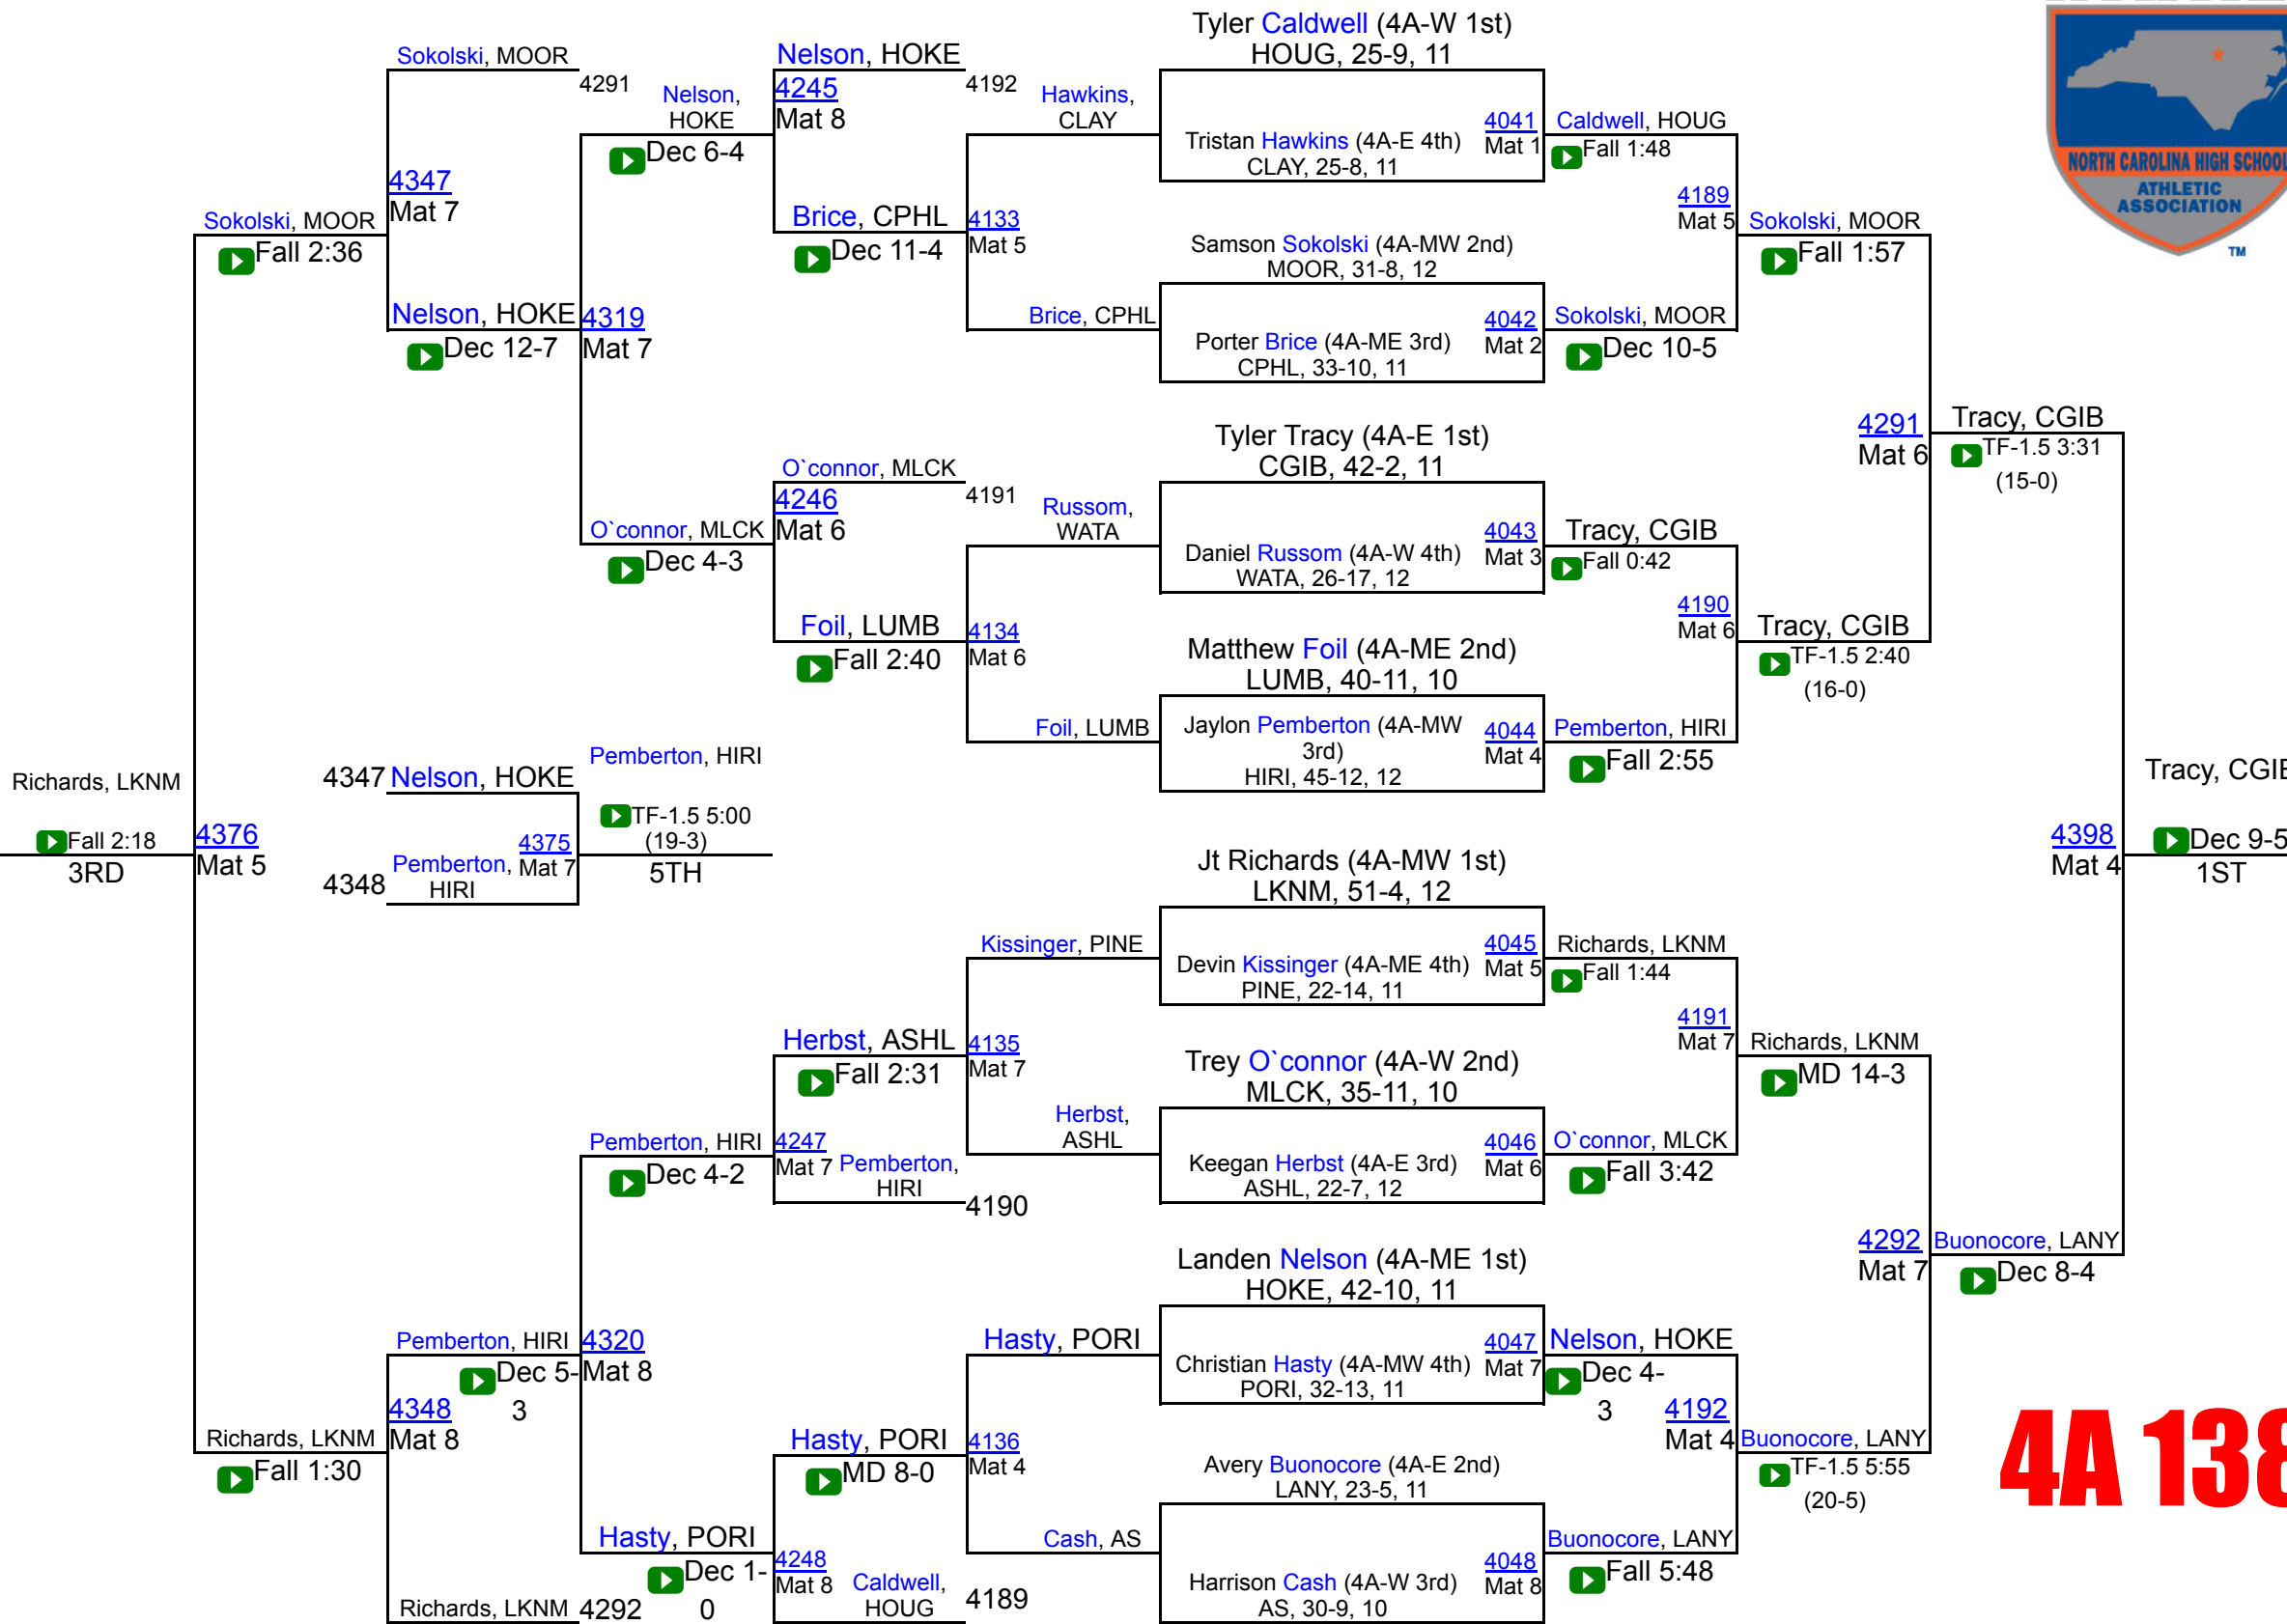 Tyler Caldwell (4A-W 1st)
HOUG, 25-9, 11
Tristan Hawkins (4A-E 4th)
CLAY, 25-8, 11
4041
Mat 1
Samson Sokolski (4A-MW 2nd)
MOOR, 31-8, 12
Porter Brice (4A-ME 3rd)
CPHL, 33-10, 11
4042
Mat 2
Tyler Tracy (4A-E 1st)
CGIB, 42-2, 11
Daniel Russom (4A-W 4th)
WATA, 26-17, 12
4043
Mat 3
Matthew Foil (4A-ME 2nd)
LUMB, 40-11, 10
Jaylon Pemberton (4A-MW
3rd)
HIRI, 45-12, 12
4044
Mat 4
Jt Richards (4A-MW 1st)
LKNM, 51-4, 12
Devin Kissinger (4A-ME 4th)
PINE, 22-14, 11
4045
Mat 5
Trey O`connor (4A-W 2nd)
MLCK, 35-11, 10
Keegan Herbst (4A-E 3rd)
ASHL, 22-7, 12
4046
Mat 6
Landen Nelson (4A-ME 1st)
HOKE, 42-10, 11
Christian Hasty (4A-MW 4th)
PORI, 32-13, 11
4047
Mat 7
Avery Buonocore (4A-E 2nd)
LANY, 23-5, 11
Harrison Cash (4A-W 3rd)
AS, 30-9, 10
4048
Mat 8
Caldwell, HOUG
Fall 1:48
4189
Mat 5
Sokolski, MOOR
Dec 10-5
Tracy, CGIB
Fall 0:42
4190
Mat 6
Pemberton, HIRI
Fall 2:55
Richards, LKNM
Fall 1:44
4191
Mat 7
O`connor, MLCK
Fall 3:42
Nelson, HOKE
Dec 4-
3
4192
Mat 4
Buonocore, LANY
Fall 5:48
Sokolski, MOOR
Fall 1:57
4291
Mat 6
Tracy, CGIB
TF-1.5 2:40
(16-0)
Richards, LKNM
MD 14-3
4292
Mat 7
Buonocore, LANY
TF-1.5 5:55
(20-5)
Tracy, CGIB
TF-1.5 3:31
(15-0)
4398
Mat 4
Buonocore, LANY
Dec 8-4
Tracy, CGIB
Dec 9-5
1ST
Hawkins,
CLAY
4133
Mat 5
Brice, CPHL
Russom,
WATA
4134
Mat 6
Foil, LUMB
Kissinger, PINE
4135
Mat 7
Herbst,
ASHL
Hasty, PORI
4136
Mat 4
Cash, AS
Nelson, HOKE
4192
4245
Mat 8
Brice, CPHL
Dec 11-4
O`connor, MLCK
4191
4246
Mat 6
Foil, LUMB
Fall 2:40
Herbst, ASHL
Fall 2:31
4247
Mat 7
Pemberton,
HIRI
4190
Hasty, PORI
MD 8-0
4248
Mat 8
Caldwell,
HOUG
4189
Nelson,
HOKE
Dec 6-4
4319
Mat 7
O`connor, MLCK
Dec 4-3
Pemberton, HIRI
Dec 4-2
4320
Mat 8
Hasty, PORI
Dec 1-
0
Sokolski, MOOR
4291
4347
Mat 7
Nelson, HOKE
Dec 12-7
Pemberton, HIRI
Dec 5-
3
4348
Mat 8
Richards, LKNM
4292
Sokolski, MOOR
Fall 2:36
4376
Mat 5
Richards, LKNM
Fall 1:30
Richards, LKNM
Fall 2:18
3RD
4347
Nelson, HOKE
4375
Mat 7
4348
Pemberton,
HIRI
Pemberton, HIRI
TF-1.5 5:00
(19-3)
5TH
NORTH CAROLINA HIGH SCHOOL
ATHLETIC
ASSOCIATION
TM
4A 138